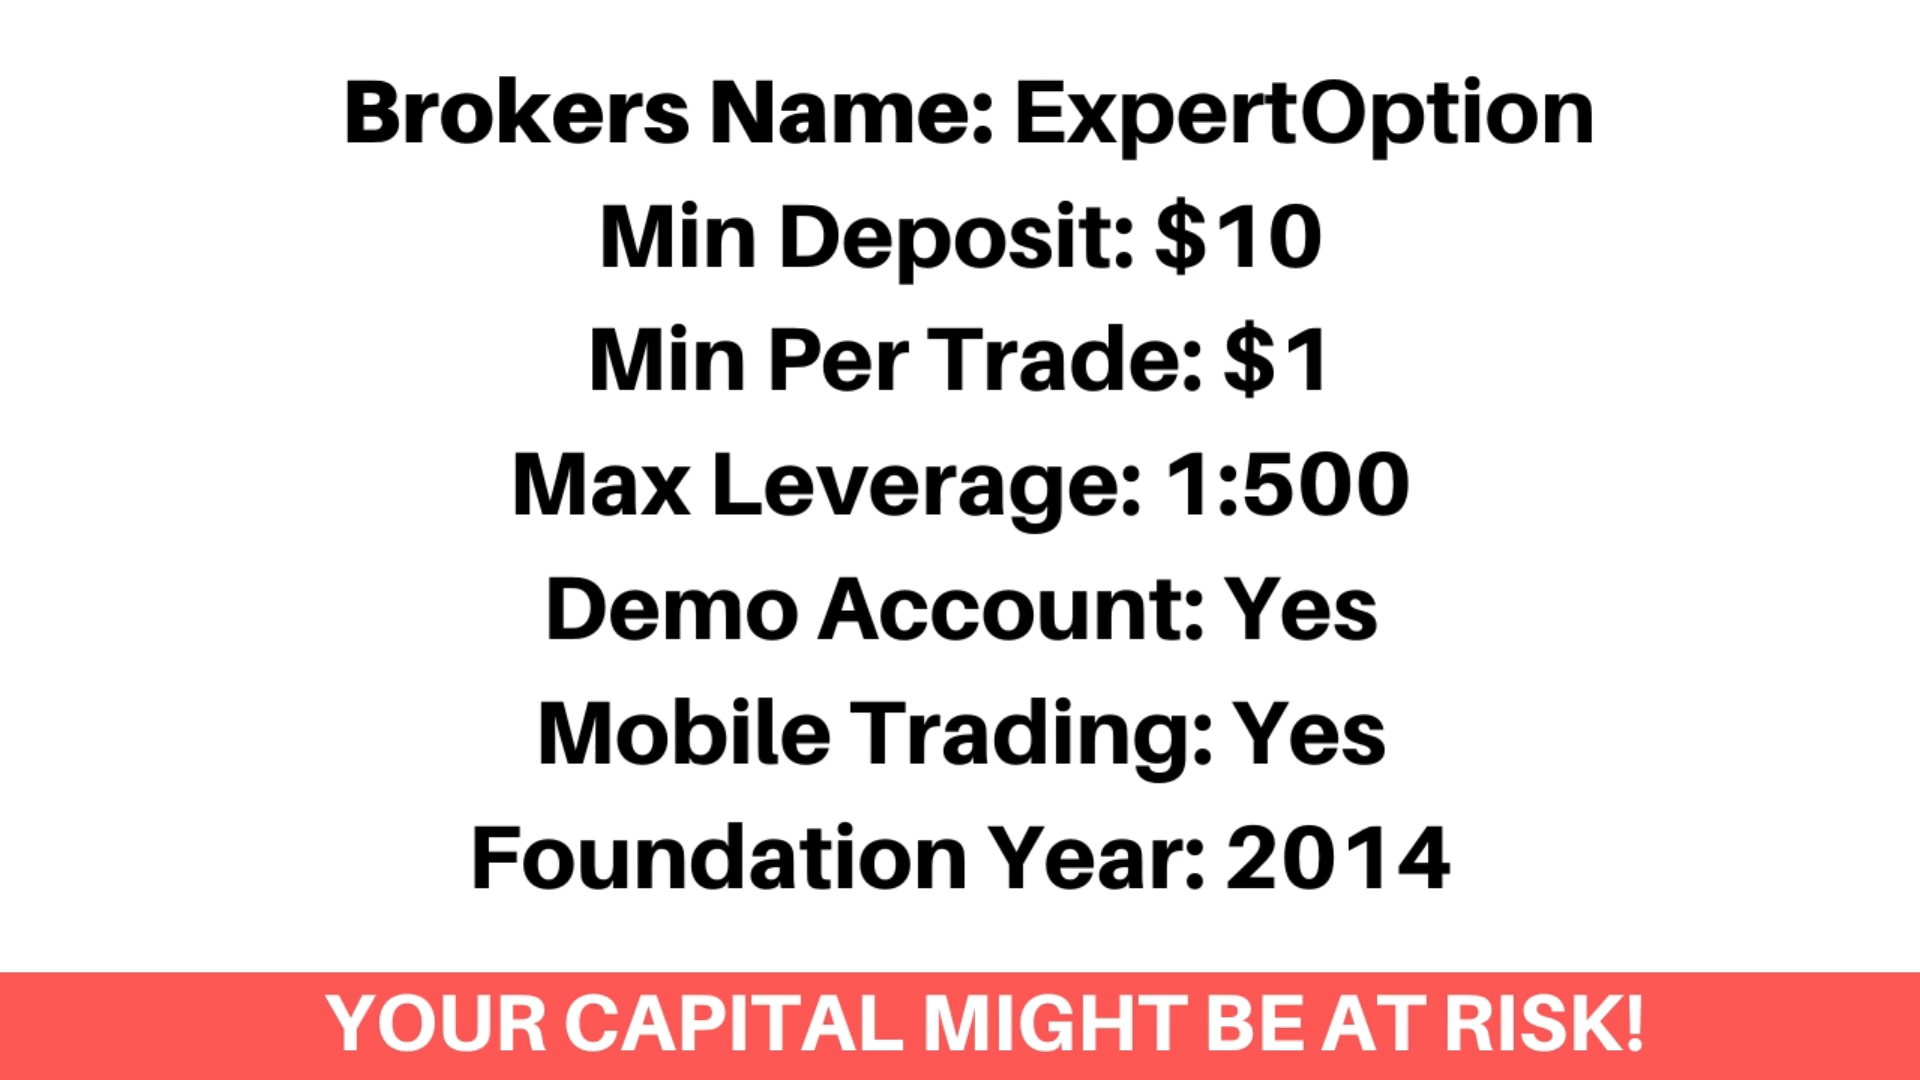 Brokers Name: ExpertOption
Min Deposit: $10
Min Per Trade: $1
Max Leverage: 1:500
Demo Account: Yes
Mobile Trading: Yes
Foundation Year: 2014
YOUR CAPITAL MIGHT BE AT RISK!